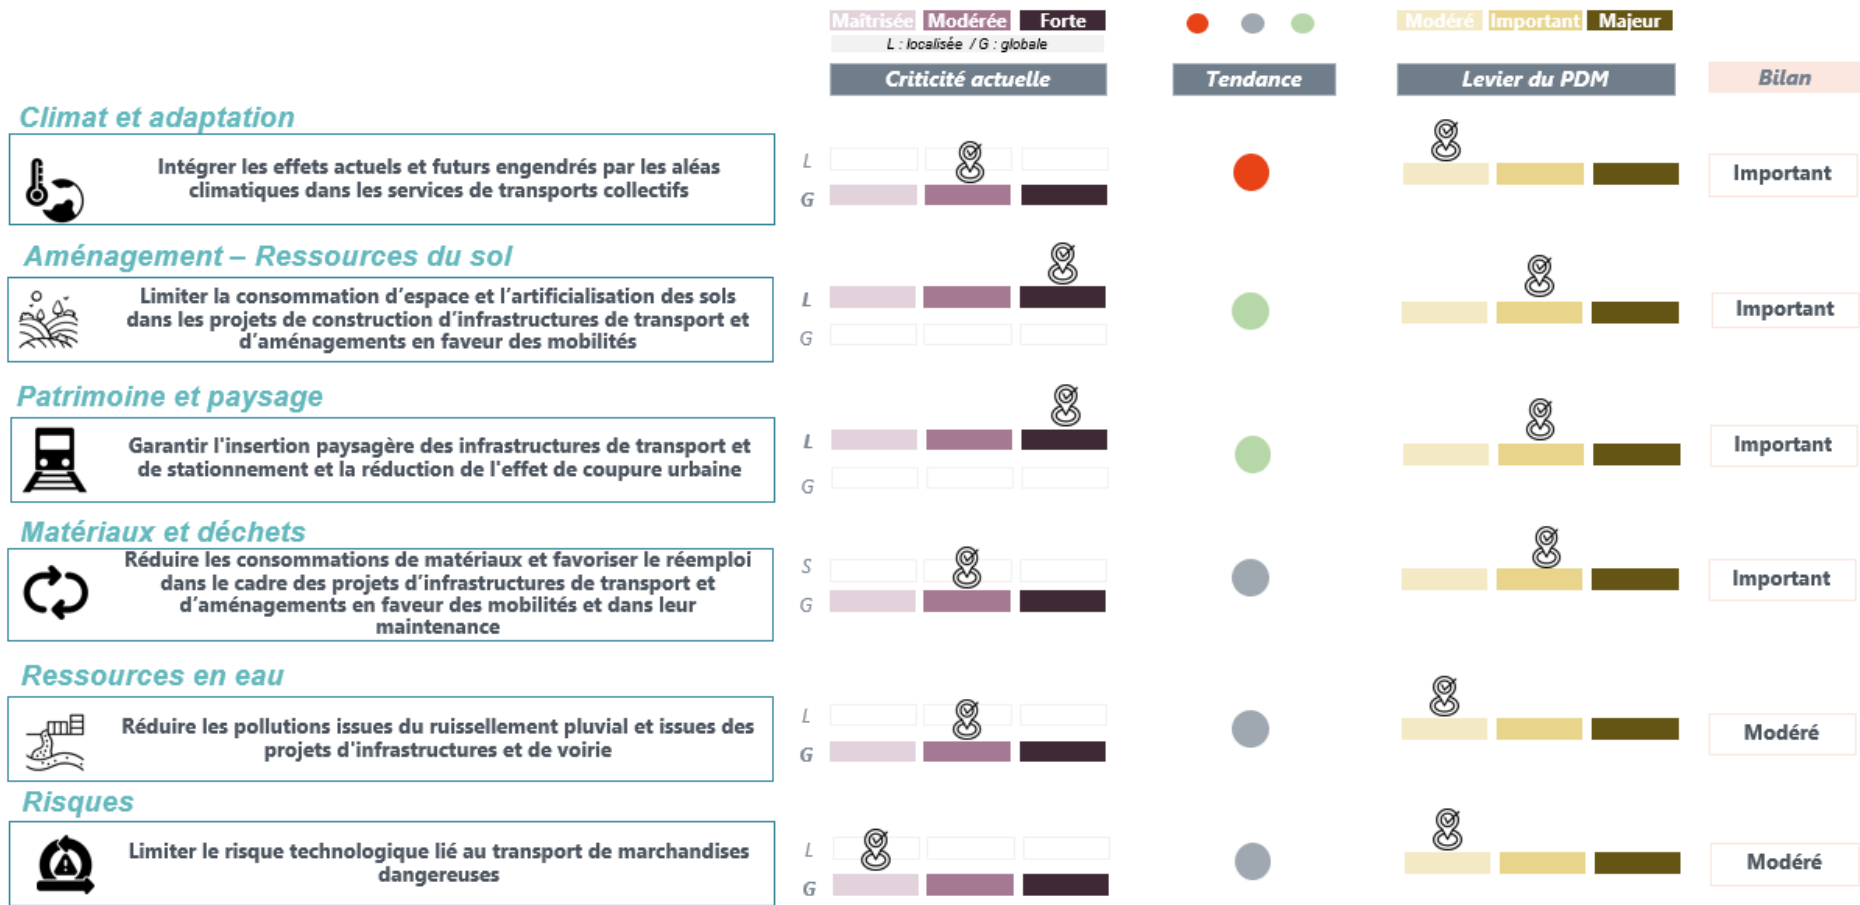 Maîtrisée Modérée Forte
Modéré Important Majeur
L : localisée / G : globale
Criticité actuelle
Tendance
Levier du PDM
Bilan
Climat et adaptation
Intégrer les effets actuels et futurs engendrés par les aléas
climatiques dans les services de transports collectifs
L
G
Important
Aménagement – Ressources du sol
Limiter la consommation d'espace et l'artificialisation des sols
dans les projets de construction d'infrastructures de transport et
d'aménagements en faveur des mobilités
L
G
Important
Patrimoine et paysage
Garantir l'insertion paysagère des infrastructures de transport et
de stationnement et la réduction de l'effet de coupure urbaine
L
G
Important
Matériaux et déchets
Réduire les consommations de matériaux et favoriser le réemploi
dans le cadre des projets d'infrastructures de transport et
d'aménagements en faveur des mobilités et dans leur
maintenance
S
G
Important
Ressources en eau
Réduire les pollutions issues du ruissellement pluvial et issues des
projets d'infrastructures et de voirie
L
G
Modéré
Risques
Limiter le risque technologique lié au transport de marchandises
dangereuses
L
G
Modéré